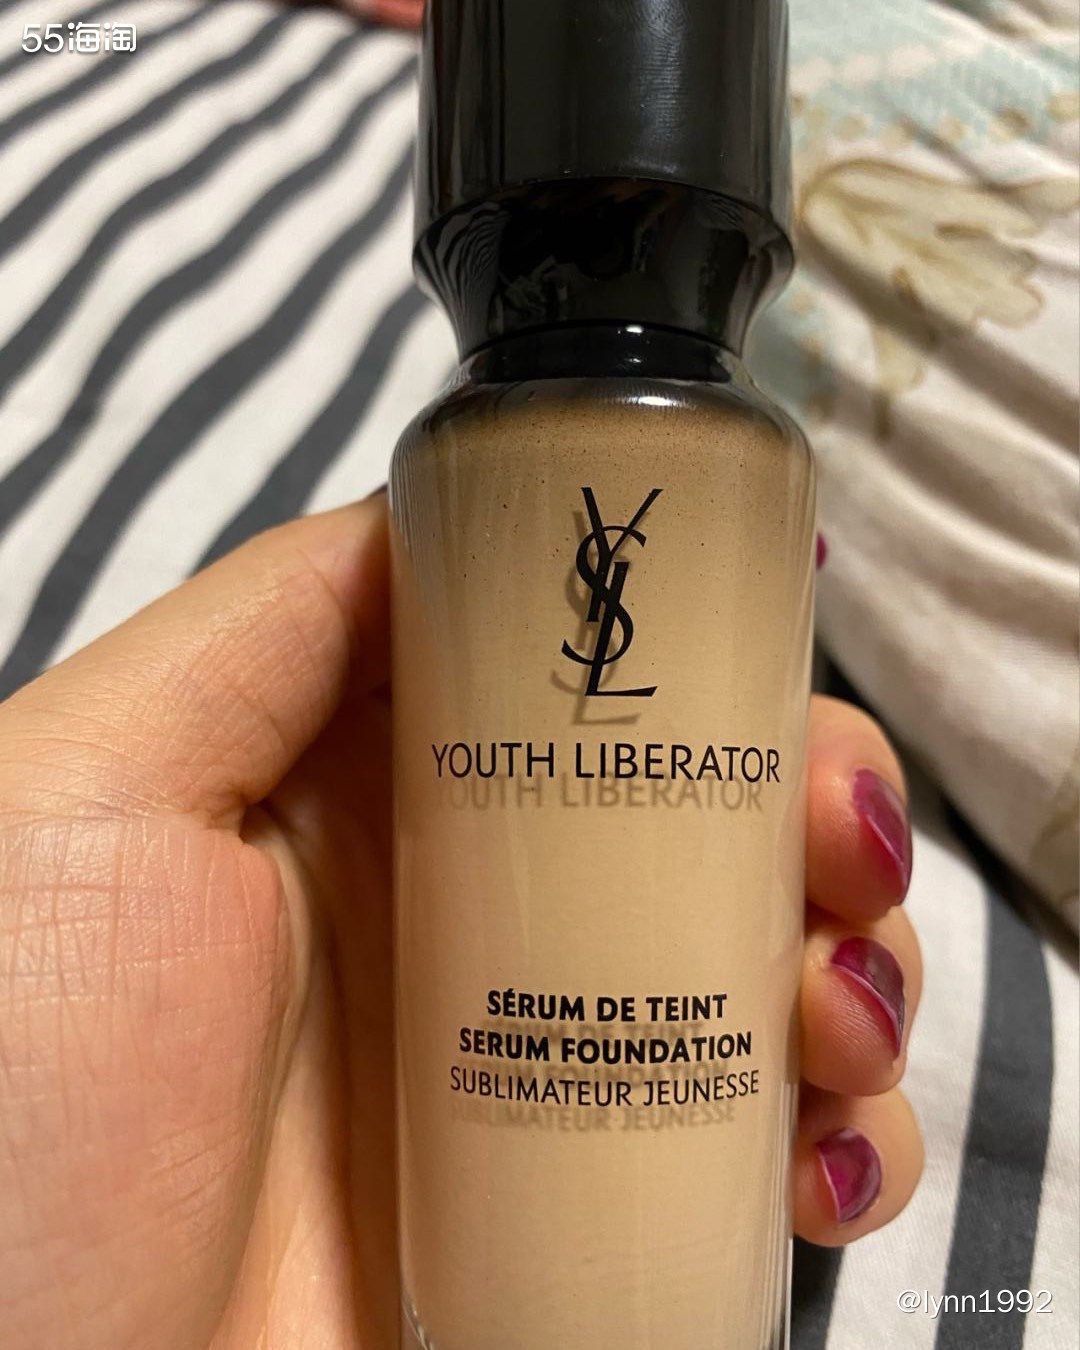 55海淘
YSL
YOUTH LIBERATOR
SÉRUM DE TEINT
SERUM FOUNDATION
SUBLIMATEUR JEUNESSE
@lynn1992